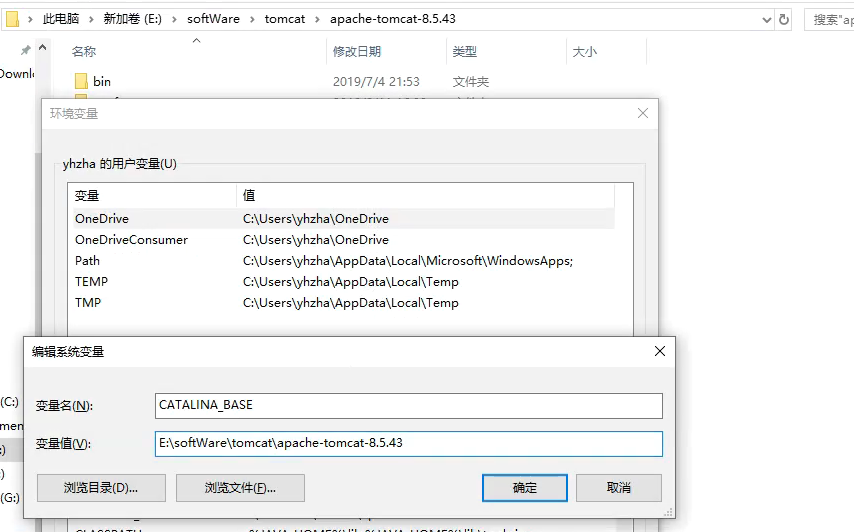 此电脑 › 新加卷 (E:) › softWare › tomcat › apache-tomcat-8.5.43
搜索"ap
名称 修改日期 类型 大小
Downl
bin 2019/7/4 21:53 文件夹
环境变量
yhzha 的用户变量(U)
变量 值
OneDrive C:\Users\yhzha\OneDrive
OneDriveConsumer C:\Users\yhzha\OneDrive
Path C:\Users\yhzha\AppData\Local\Microsoft\WindowsApps;
TEMP C:\Users\yhzha\AppData\Local\Temp
TMP C:\Users\yhzha\AppData\Local\Temp
编辑系统变量
(C:)
变量名(N): CATALINA_BASE
men
变量值(V): E:\softWare\tomcat\apache-tomcat-8.5.43
浏览目录(D)... 浏览文件(F)... 确定 取消
(G:)